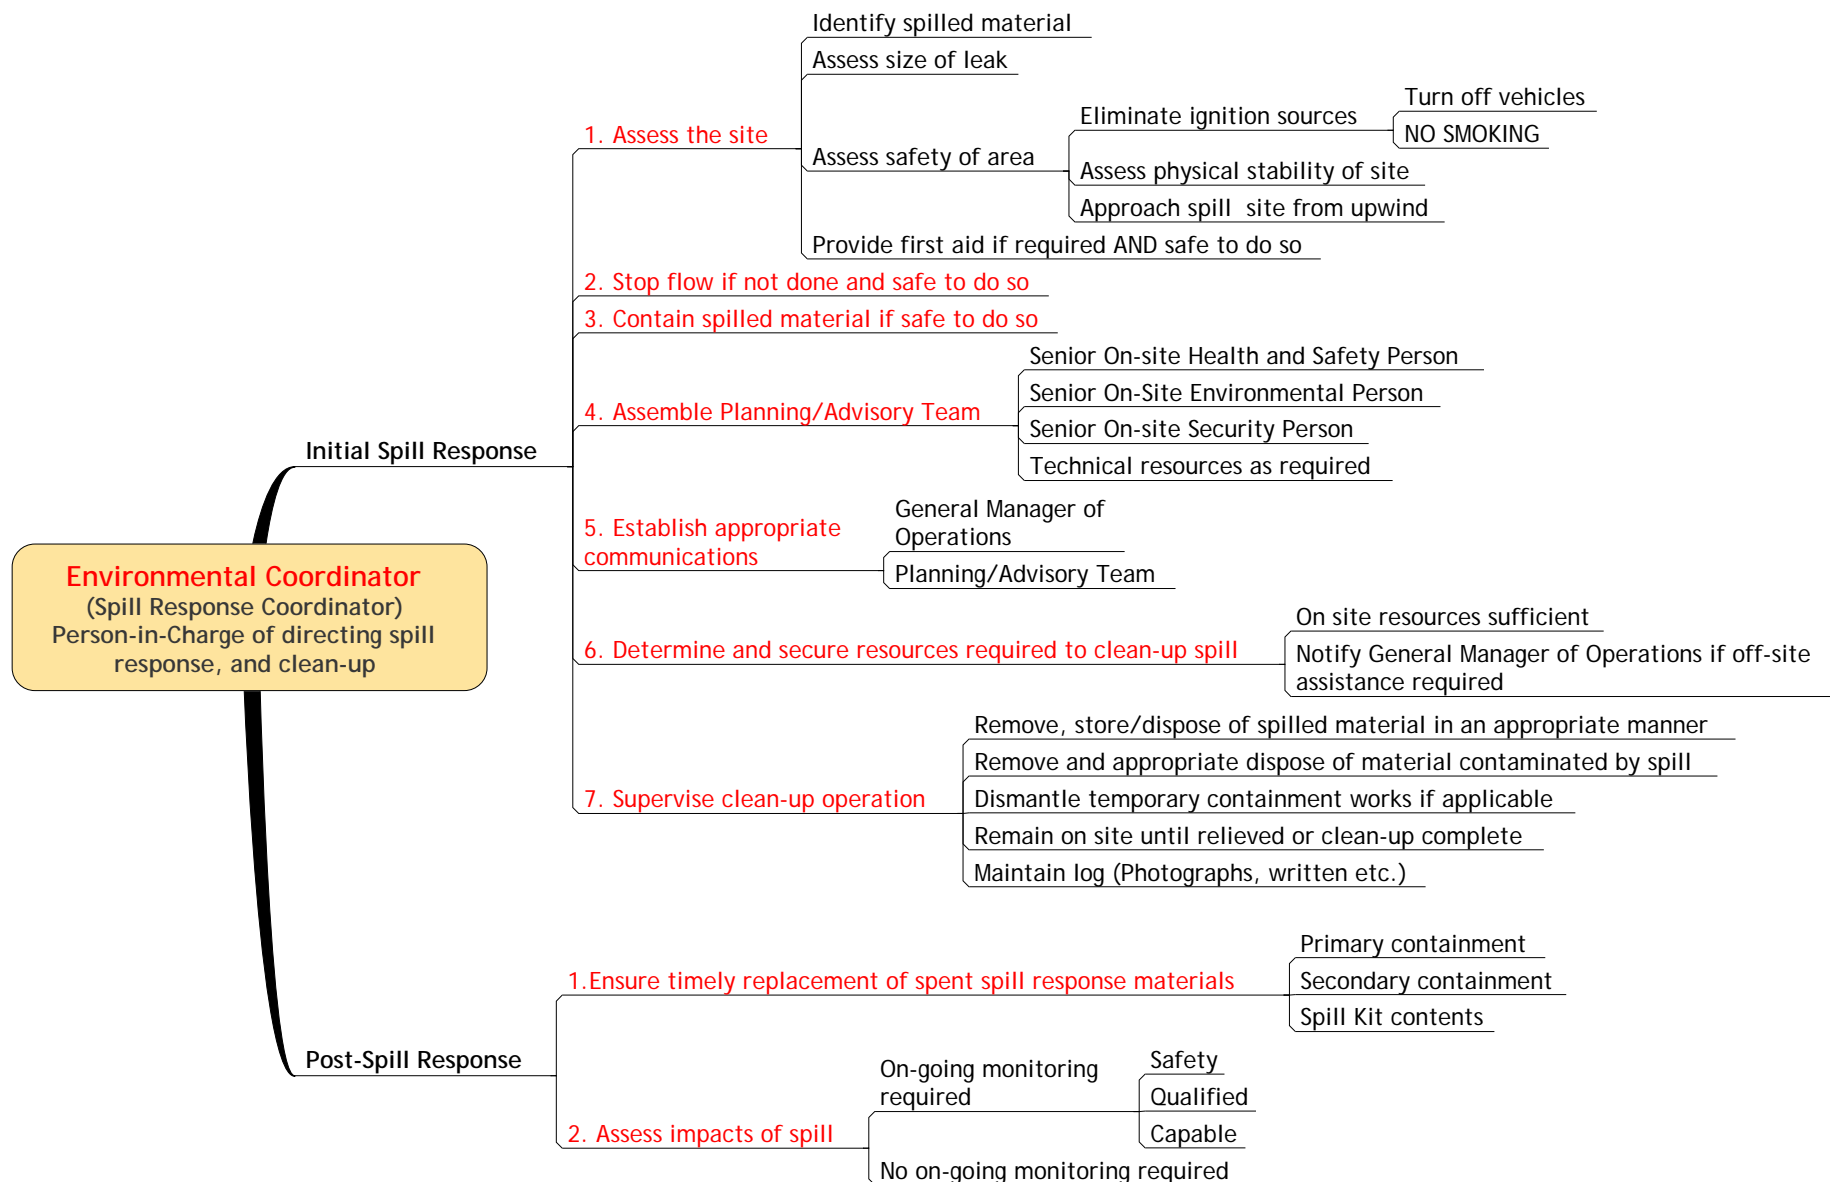 Environmental Coordinator
(Spill Response Coordinator)
Person-in-Charge of directing spill
response, and clean-up
Initial Spill Response
1. Assess the site
Identify spilled material
Assess size of leak
Assess safety of area
Eliminate ignition sources
Turn off vehicles
NO SMOKING
Assess physical stability of site
Approach spill  site from upwind
Provide first aid if required AND safe to do so
2. Stop flow if not done and safe to do so
3. Contain spilled material if safe to do so
4. Assemble Planning/Advisory Team
Senior On-site Health and Safety Person
Senior On-Site Environmental Person
Senior On-site Security Person
Technical resources as required
5. Establish appropriate
communications
General Manager of
Operations
Planning/Advisory Team
6. Determine and secure resources required to clean-up spill
On site resources sufficient
Notify General Manager of Operations if off-site
assistance required
7. Supervise clean-up operation
Remove, store/dispose of spilled material in an appropriate manner
Remove and appropriate dispose of material contaminated by spill
Dismantle temporary containment works if applicable
Remain on site until relieved or clean-up complete
Maintain log (Photographs, written etc.)
Post-Spill Response
1.Ensure timely replacement of spent spill response materials
Primary containment
Secondary containment
Spill Kit contents
2. Assess impacts of spill
On-going monitoring
required
Safety
Qualified
Capable
No on-going monitoring required